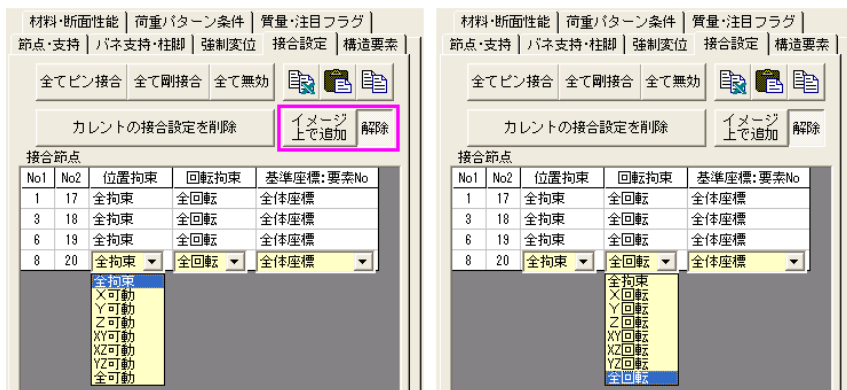 材料・断面性能 荷重パターン条件 質量・注目フラグ
節点・支持 バネ支持・柱脚 強制変位 接合設定 構造要素
全てピン接合 全て剛接合 全て無効
カレントの接合設定を削除 イメージ上で追加 解除
接合節点
No1 No2 位置拘束 回転拘束 基準座標:要素No
1 17 全拘束 全回転 全体座標
3 18 全拘束 全回転 全体座標
6 19 全拘束 全回転 全体座標
8 20 全拘束 全回転 全体座標
全拘束
X可動
Y可動
Z可動
XY可動
XZ可動
YZ可動
全可動
材料・断面性能 荷重パターン条件 質量・注目フラグ
節点・支持 バネ支持・柱脚 強制変位 接合設定 構造要素
全てピン接合 全て剛接合 全て無効
カレントの接合設定を削除 イメージ上で追加 解除
接合節点
No1 No2 位置拘束 回転拘束 基準座標:要素No
1 17 全拘束 全回転 全体座標
3 18 全拘束 全回転 全体座標
6 19 全拘束 全回転 全体座標
8 20 全拘束 全回転 全体座標
全拘束
X回転
Y回転
Z回転
XY回転
XZ回転
YZ回転
全回転